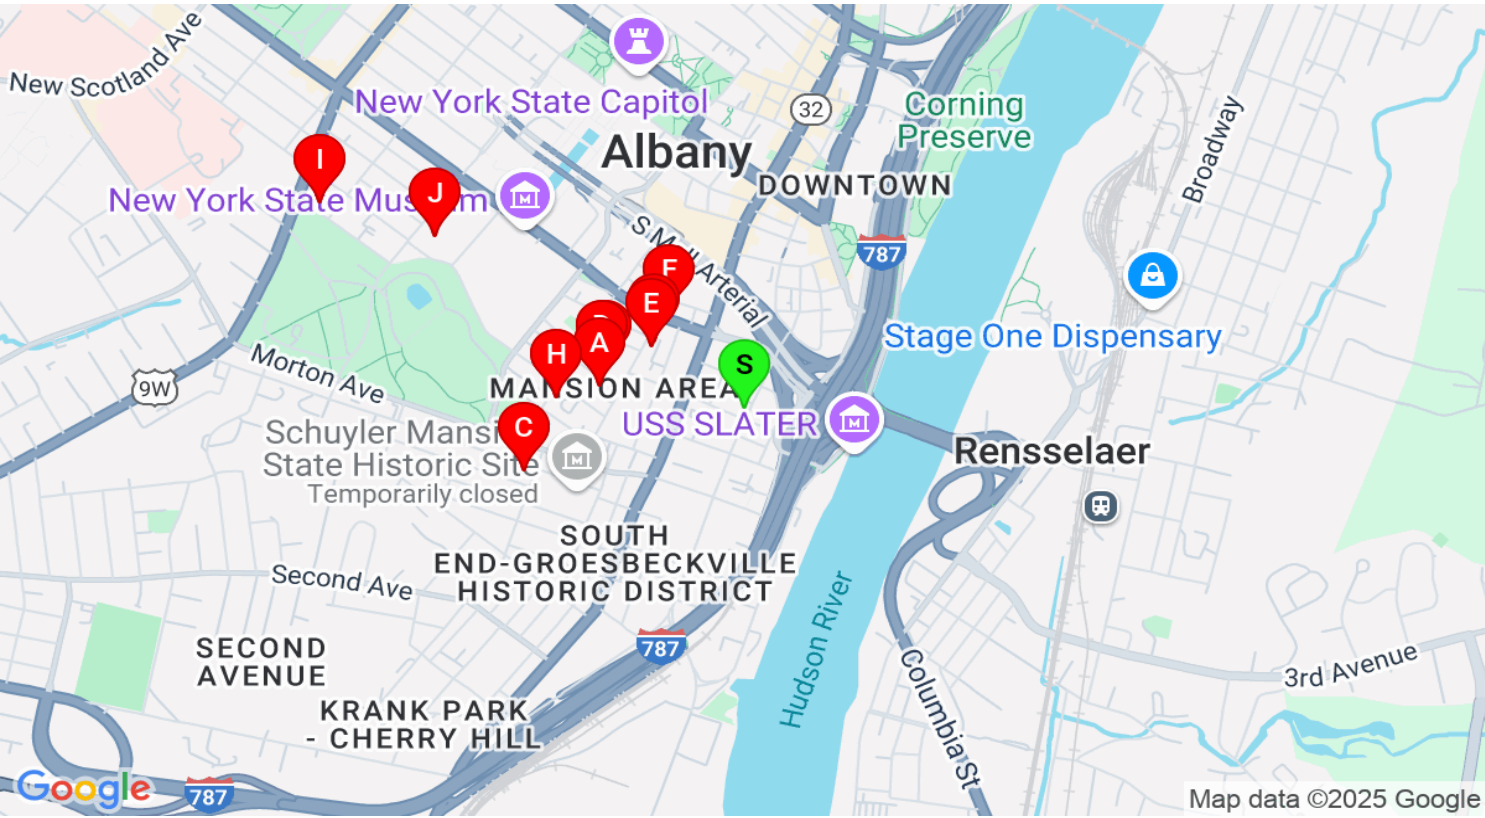 New Scotland Ave
New York State Capitol
32
Corning
Preserve
Broadway
Albany
I
J
New York State Museum
DOWNTOWN
S Mall Arterial
787
F
E
A
H
S
Stage One Dispensary
Morton Ave
9W
MANSION AREA
C
USS SLATER
Schuyler Mansion
State Historic Site
Temporarily closed
Rensselaer
SOUTH
END-GROESBECKVILLE
HISTORIC DISTRICT
Second Ave
Hudson River
SECOND
AVENUE
787
3rd Avenue
Columbia St
KRANK PARK
- CHERRY HILL
Google
787
Map data ©2025 Google